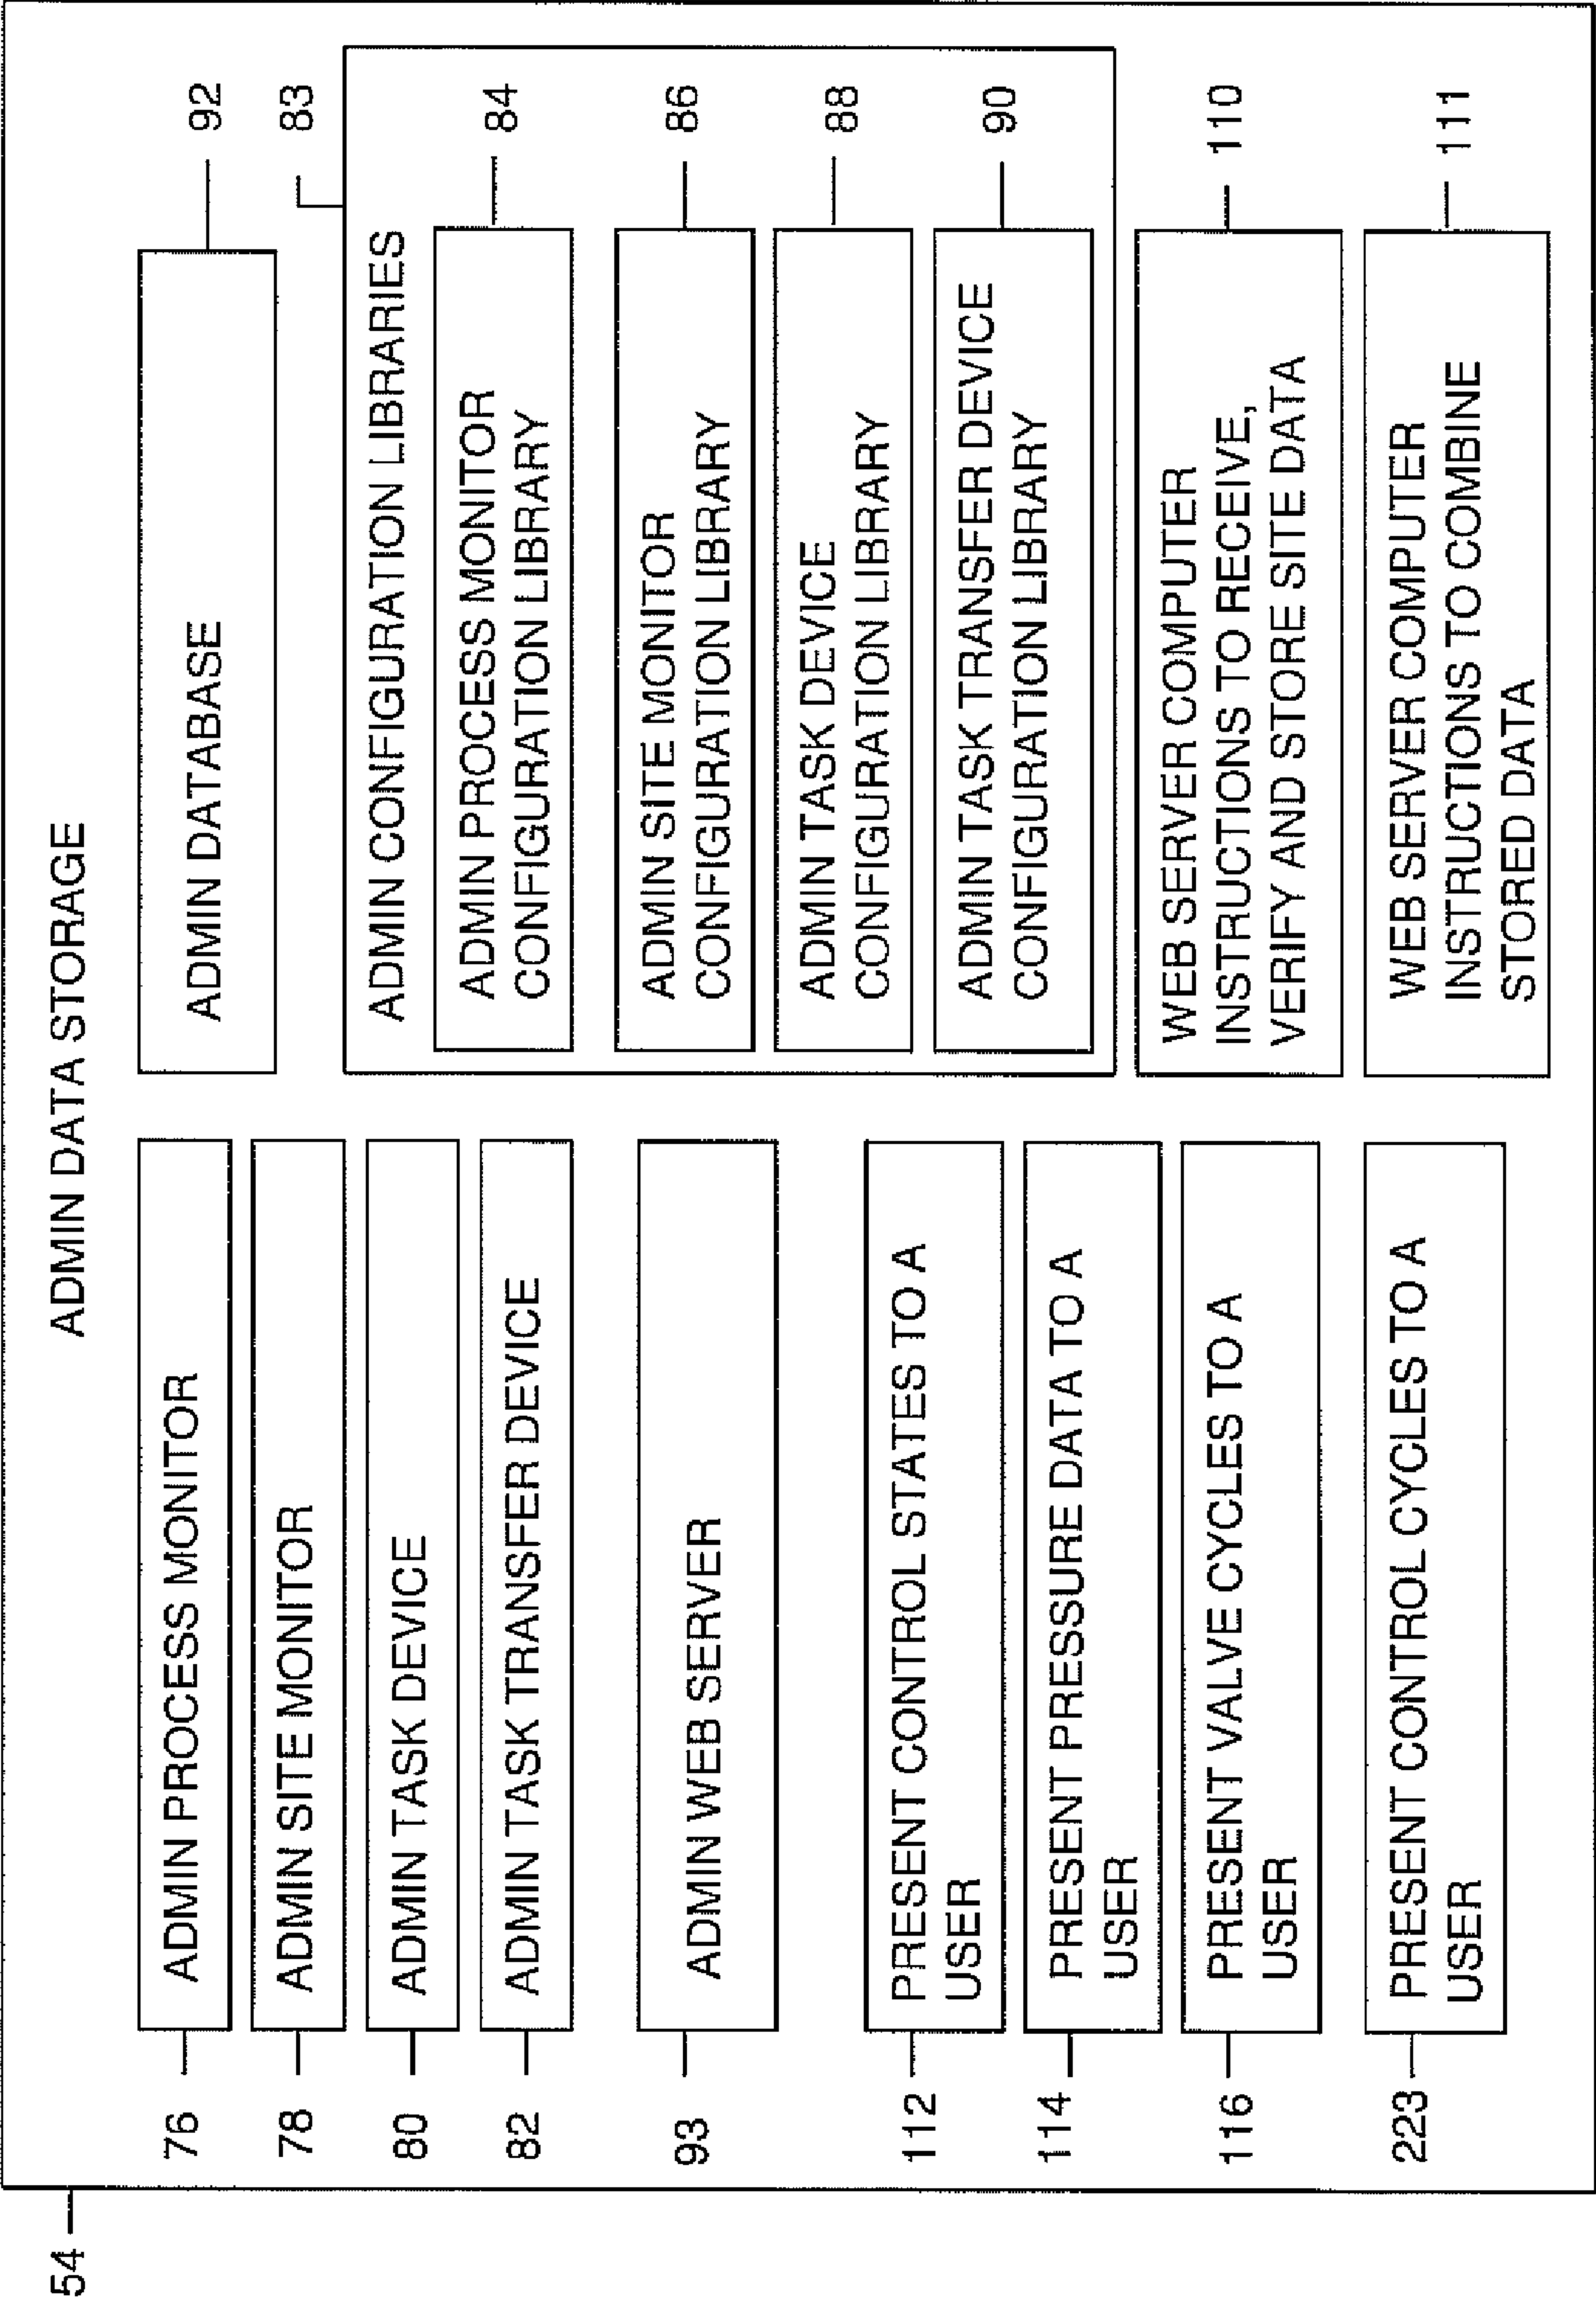 54
ADMIN DATA STORAGE
76
ADMIN PROCESS MONITOR
78
ADMIN SITE MONITOR
80
ADMIN TASK DEVICE
82
ADMIN TASK TRANSFER DEVICE
93
ADMIN WEB SERVER
112
PRESENT CONTROL STATES TO A
USER
114
PRESENT PRESSURE DATA TO A
USER
116
PRESENT VALVE CYCLES TO A
USER
223
PRESENT CONTROL CYCLES TO A
USER
ADMIN DATABASE
92
83
ADMIN CONFIGURATION LIBRARIES
ADMIN PROCESS MONITOR
CONFIGURATION LIBRARY
84
ADMIN SITE MONITOR
CONFIGURATION LIBRARY
86
ADMIN TASK DEVICE
CONFIGURATION LIBRARY
88
ADMIN TASK TRANSFER DEVICE
CONFIGURATION LIBRARY
90
WEB SERVER COMPUTER
INSTRUCTIONS TO RECEIVE,
VERIFY AND STORE SITE DATA
110
WEB SERVER COMPUTER
INSTRUCTIONS TO COMBINE
STORED DATA
111